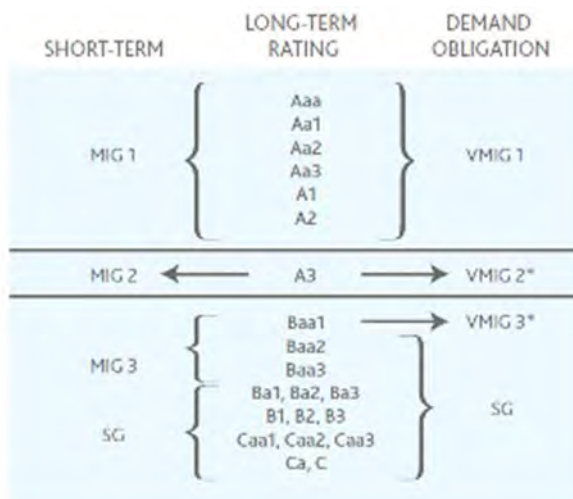 SHORT-TERM
LONG-TERM
RATING
DEMAND
OBLIGATION
MIG 1
Aaa
Aa1
Aa2
Aa3
A1
A2
VMIG 1
MIG 2
A3
VMIG 2*
MIG 3
Baa1
Baa2
Baa3
VMIG 3*
SG
Ba1, Ba2, Ba3
B1, B2, B3
Caa1, Caa2, Caa3
Ca, C
SG